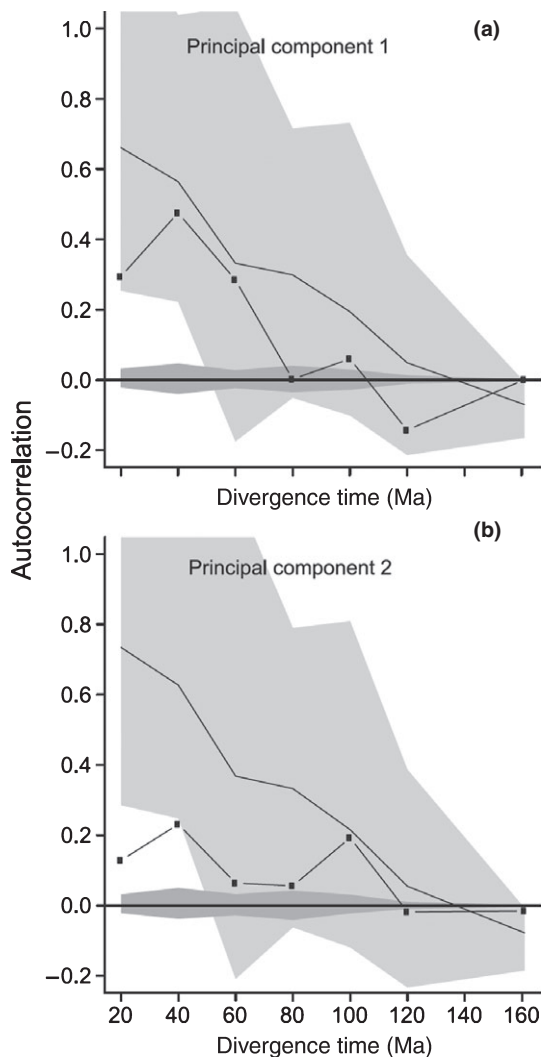 (a)
Principal component 1
1.0
0.8
0.6
0.4
0.2
0.0
−0.2
Divergence time (Ma)
Autocorrelation
(b)
Principal component 2
1.0
0.8
0.6
0.4
0.2
0.0
−0.2
20 40 60 80 100 120 140 160
Divergence time (Ma)